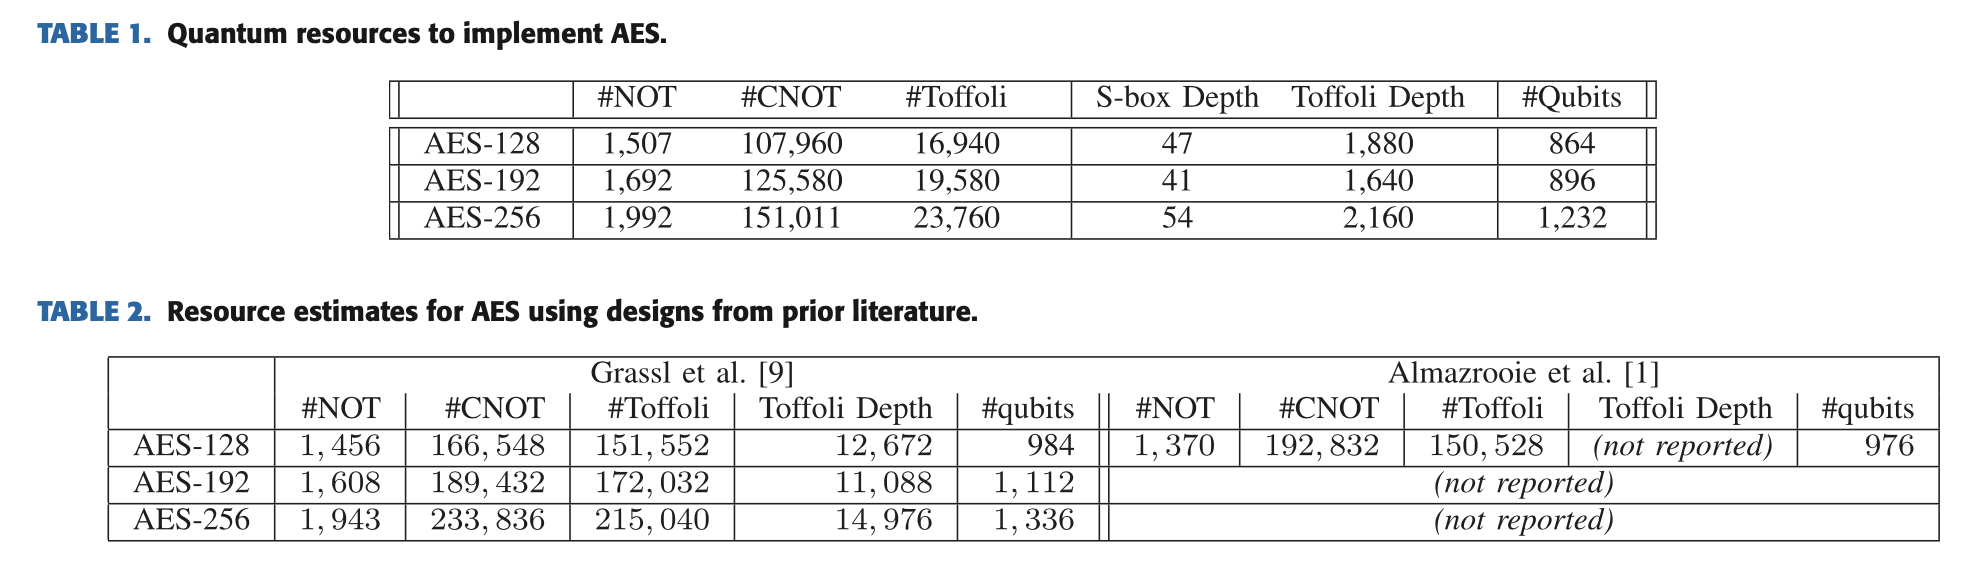 TABLE 1. Quantum resources to implement AES.
#NOT #CNOT #Toffoli S-box Depth Toffoli Depth #Qubits
AES-128 1,507 107,960 16,940 47 1,880 864
AES-192 1,692 125,580 19,580 41 1,640 896
AES-256 1,992 151,011 23,760 54 2,160 1,232
TABLE 2. Resource estimates for AES using designs from prior literature.
Grassl et al. [9] Almazrooie et al. [1]
#NOT #CNOT #Toffoli Toffoli Depth #qubits #NOT #CNOT #Toffoli Toffoli Depth #qubits
AES-128 1, 456 166, 548 151, 552 12, 672 984 1, 370 192, 832 150, 528 (not reported) 976
AES-192 1, 608 189, 432 172, 032 11, 088 1, 112 (not reported)
AES-256 1, 943 233, 836 215, 040 14, 976 1, 336 (not reported)